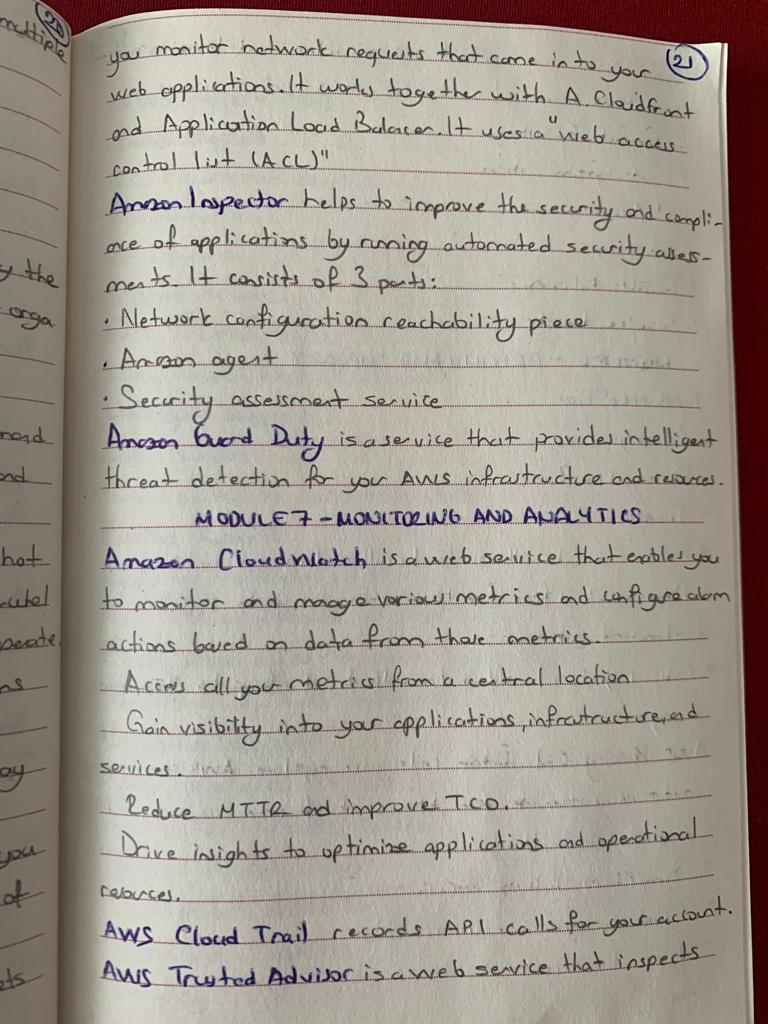 20
multiple
y the
orga
hot
perate.
ns
ay
you
of
ts
21
you monitor network requests that come in to your
web applications. It works together with A. Cloudfront
and Application Load Balancer. It uses a "web access
control list (ACL)"
Amazon Inspector helps to improve the security and compli-
ance of applications by running automated security assess-
ments. It consists of 3 parts:
· Network configuration reachability piece
· Amazon agent
· Security assessment service
Amazon Guard Duty is a service that provides intelligent
threat detection for your AWS infrastructure and resources.
MODULE 7 - MONITORING AND ANALYTICS
Amazon CloudWatch is a web service that enables you
to monitor and manage various metrics and configure alarm
actions based on data from those metrics.
Access all your metrics from a central location
Gain visibility into your applications, infrastructure, and
services.
Reduce MTTR and improve TCO.
Drive insights to optimize applications and operational
resources.
AWS Cloud Trail records API calls for your account.
AWS Trusted Advisor is a web service that inspects